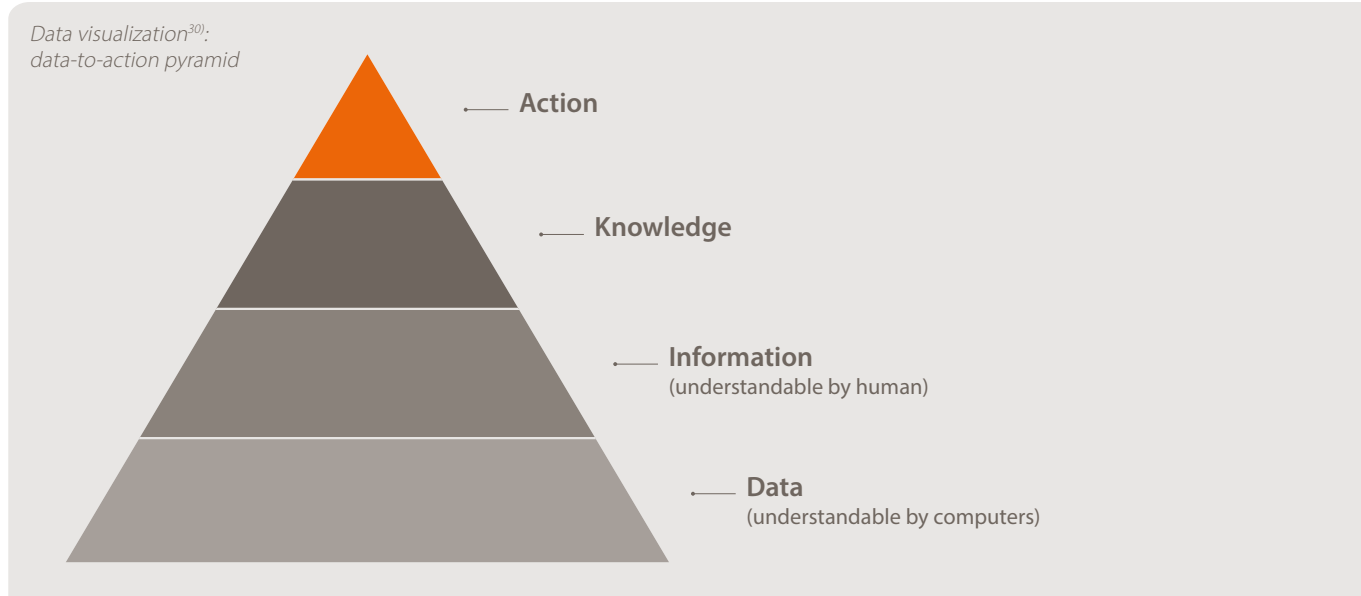 Data visualization30):
data-to-action pyramid
Action
Knowledge
Information
(understandable by human)
Data
(understandable by computers)